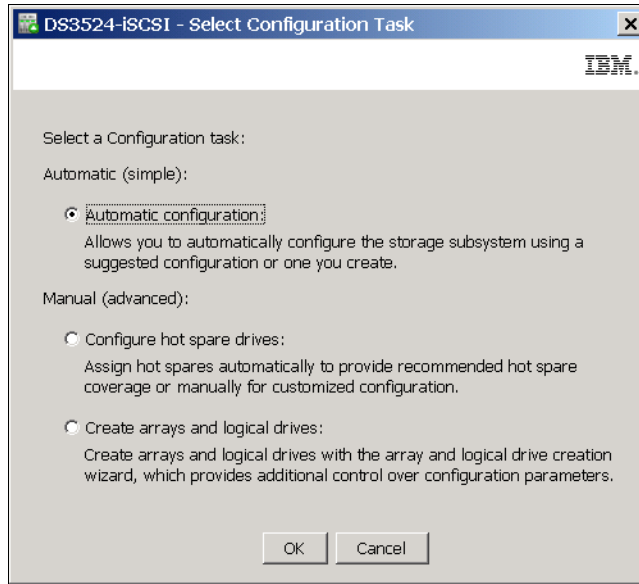 DS3524-iSCSI - Select Configuration Task
IBM.
Select a Configuration task:
Automatic (simple):
Automatic configuration:
Allows you to automatically configure the storage subsystem using a
suggested configuration or one you create.
Manual (advanced):
Configure hot spare drives:
Assign hot spares automatically to provide recommended hot spare
coverage or manually for customized configuration.
Create arrays and logical drives:
Create arrays and logical drives with the array and logical drive creation
wizard, which provides additional control over configuration parameters.
OK Cancel